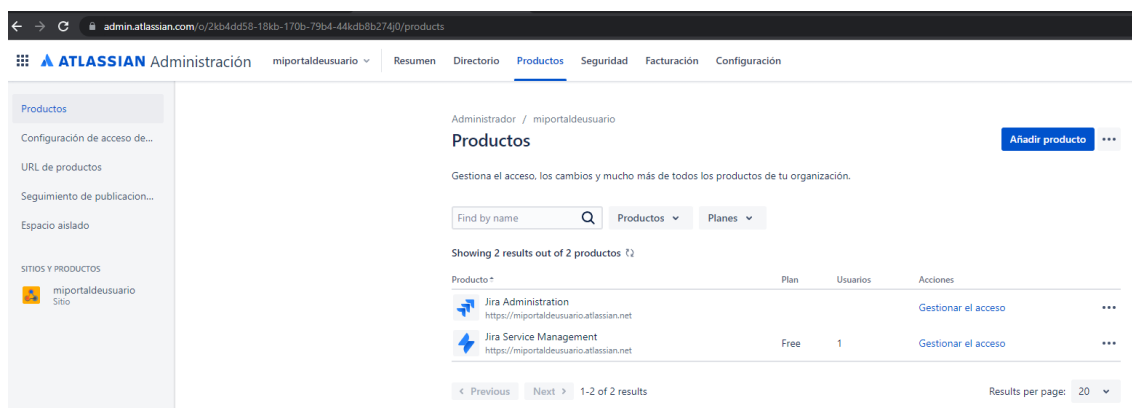 admin.atlassian.com/o/2kb4dd58-18kb-170b-79b4-44kdb8b274j0/products
ATLASSIAN Administración miportaldeusuario Resumen Directorio Productos Seguridad Facturación Configuración
Productos
Configuración de acceso de...
URL de productos
Seguimiento de publicacion...
Espacio aislado
SITIOS Y PRODUCTOS
miportaldeusuario
Sitio
Administrador / miportaldeusuario
Productos
Añadir producto
Gestiona el acceso, los cambios y mucho más de todos los productos de tu organización.
Find by name Productos Planes
Showing 2 results out of 2 products
Producto Plan Usuarios Acciones
Jira Administration
https://miportaldeusuario.atlassian.net
Gestionar el acceso
Jira Service Management
https://miportaldeusuario.atlassian.net
Free 1 Gestionar el acceso
< Previous Next > 1-2 of 2 results Results per page: 20